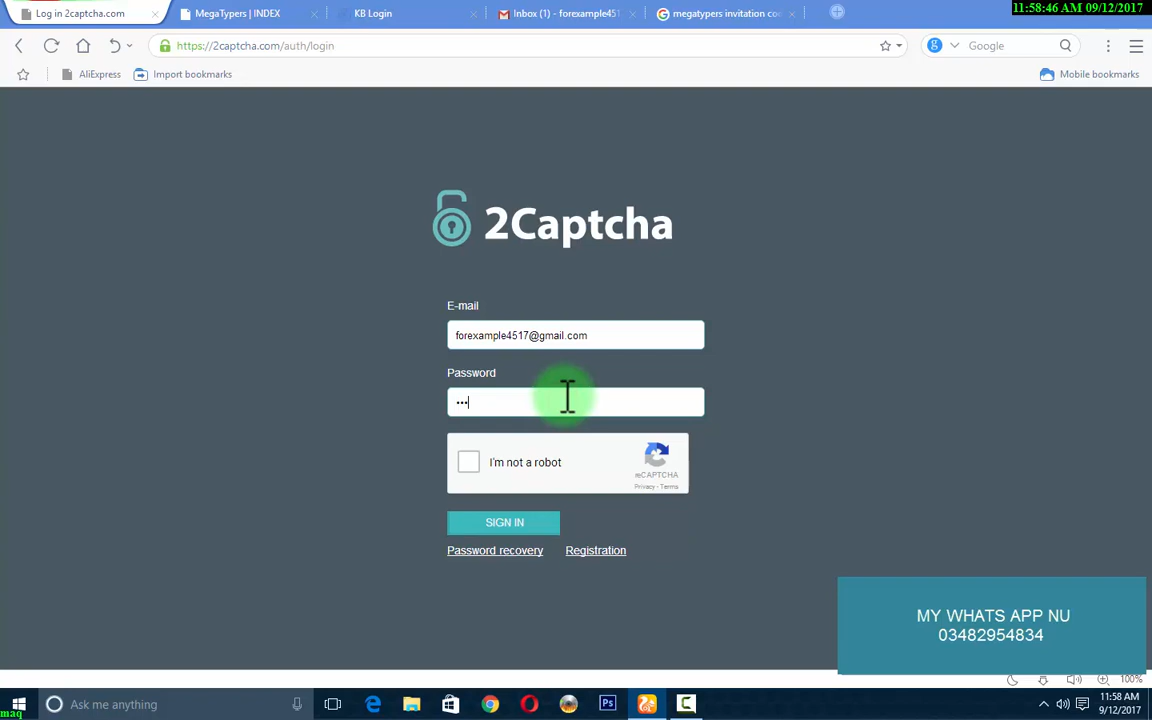 Log in 2captcha.com
MegaTypers | INDEX
KB Login
Inbox (1) - forexample451
megatypers invitation co
11:58:46 AM 09/12/2017
https://2captcha.com/auth/login
Google
AliExpress
Import bookmarks
Mobile bookmarks
2Captcha
E-mail
forexample4517@gmail.com
Password
•••
I'm not a robot
reCAPTCHA
Privacy - Terms
SIGN IN
Password recovery
Registration
MY WHATS APP NU
03482954834
100%
Ask me anything
11:58 AM
9/12/2017
maq